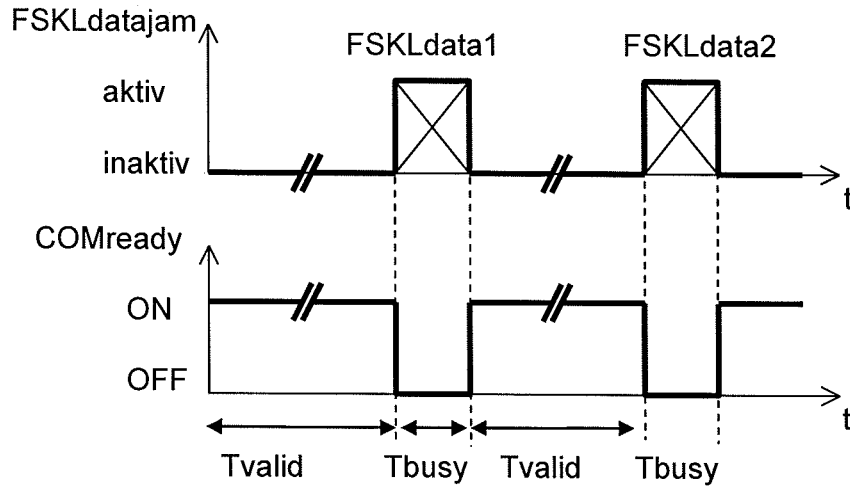 FSKLdatajam
FSKLdata1
FSKLdata2
aktiv
inaktiv
t
COMready
ON
OFF
t
Tvalid
Tbusy
Tvalid
Tbusy